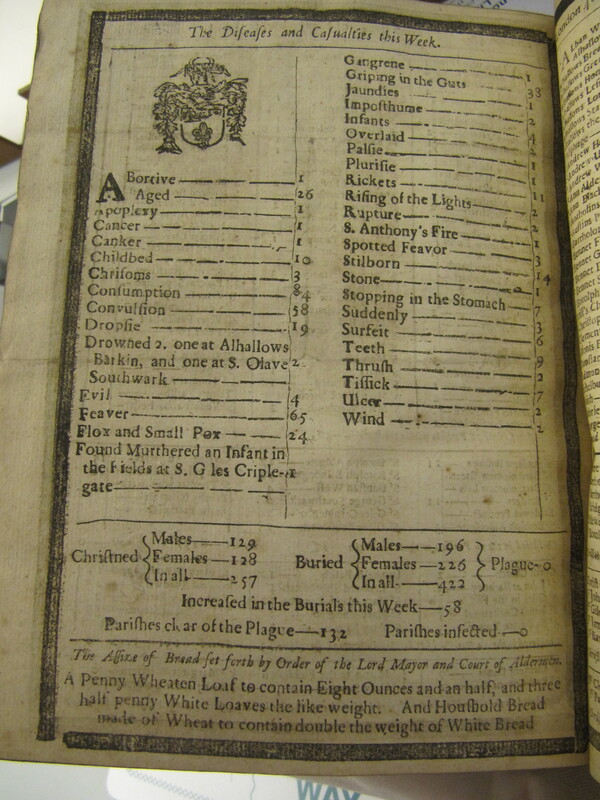 The Diſeaſes and Caſualties this Week.
ABortive 1
Aged 26
Apoplexy 1
Cancer 1
Canker 1
Childbed 10
Chriſoms 3
Conſumption 84
Convulſion 58
Dropſie 19
Drowned 2. one at Alhallows
Barkin, and one at S. Olave
Southwark 2
Evil 4
Feaver 65
Flox and Small Pox 24
Found Murthered an Infant in
the Fields at S. Giles Criple-
gate 1
Gangrene 1
Griping in the Guts 38
Jaundies 1
Impoſthume 2
Infants 4
Overlaid 2
Palſie 1
Pluriſie 1
Rickets 11
Riſing of the Lights 2
Rupture 2
S. Anthony's Fire 1
Spotted Feavor 3
Stilborn 14
Stone 1
Stopping in the Stomach 7
Suddenly 3
Surfeit 6
Teeth 9
Thruſh 2
Tiſſick 7
Ulcer 2
Wind 2
Chriſtned Males 129 Females 128 In all 257
Buried Males 196 Females 226 In all 422 Plague 0
Increaſed in the Burials this Week—58
Pariſhes clear of the Plague—132 Pariſhes infected—0
The Aſſize of Bread ſet forth by Order of the Lord Mayor and Court of Aldermen.
A Penny Wheaten Loaf to contain Eight Ounces and an half, and three
half penny White Loaves the like weight. And Houſhold Bread
made of Wheat to contain double the weight of White Bread
WAY